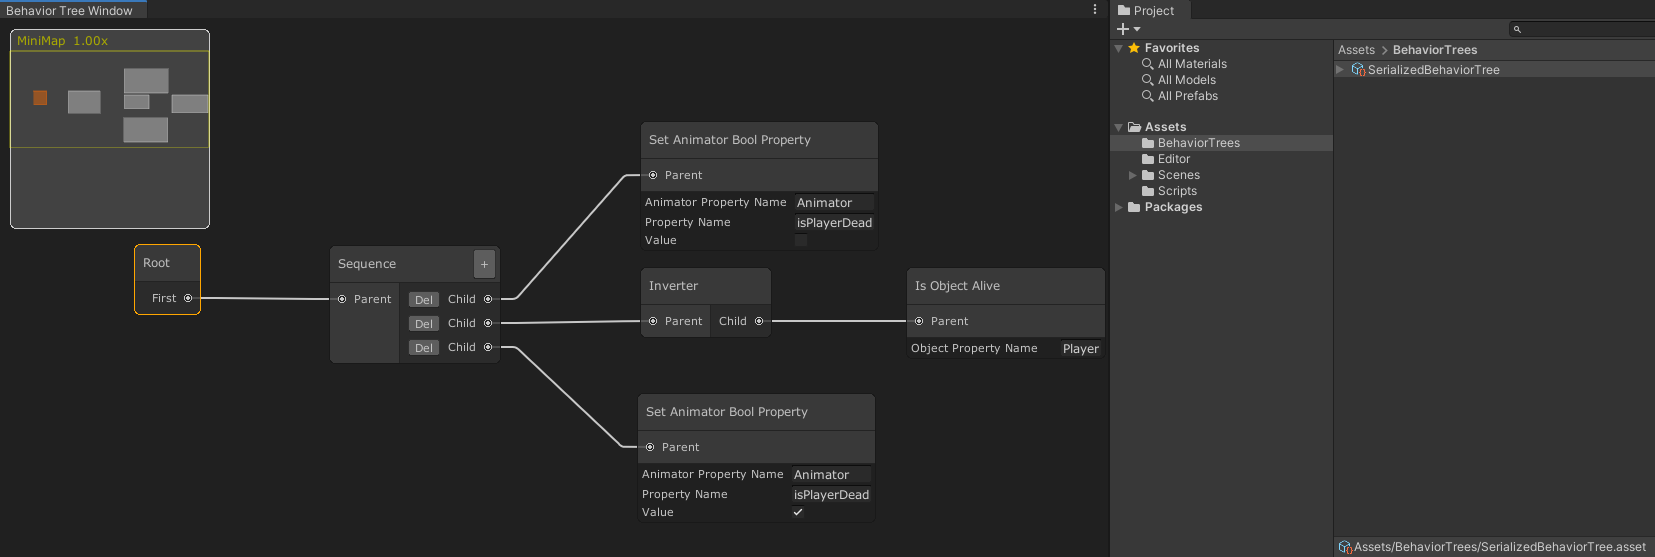 Behavior Tree Window
MiniMap 1.00x
Root
First
Sequence
+
Parent
Del Child
Del Child
Del Child
Set Animator Bool Property
Parent
Animator Property Name Animator
Property Name isPlayerDead
Value
Inverter
Parent Child
Is Object Alive
Parent
Object Property Name Player
Set Animator Bool Property
Parent
Animator Property Name Animator
Property Name isPlayerDead
Value
Project
Favorites
All Materials
All Models
All Prefabs
Assets
BehaviorTrees
Editor
Scenes
Scripts
Packages
Assets > BehaviorTrees
SerializedBehaviorTree
Assets/BehaviorTrees/SerializedBehaviorTree.asset